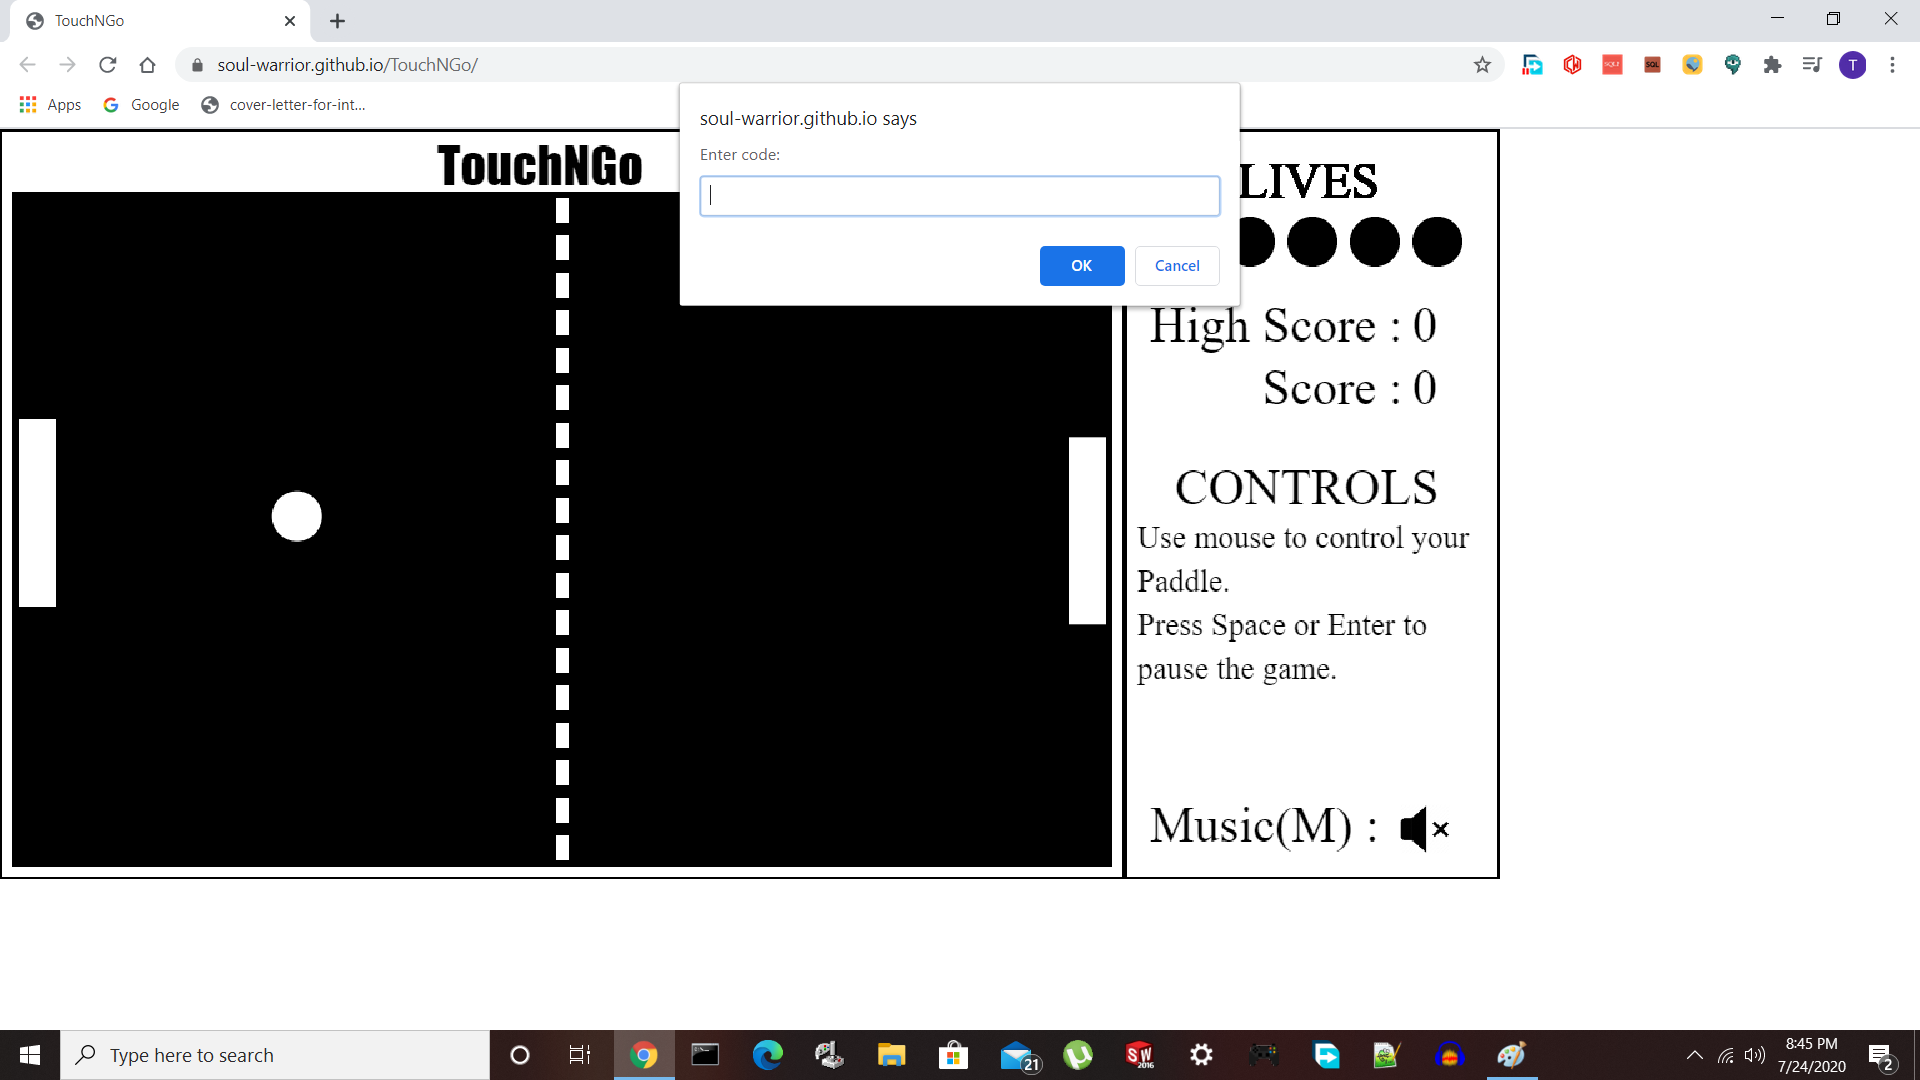 TouchNGo
soul-warrior.github.io/TouchNGo/
T
Apps
Google
cover-letter-for-int...
soul-warrior.github.io says
Enter code:
OK
Cancel
TouchNGo
LIVES
High Score : 0
Score : 0
CONTROLS
Use mouse to control your
Paddle.
Press Space or Enter to
pause the game.
Music(M) :
Type here to search
21
SW
2016
8:45 PM
7/24/2020
2